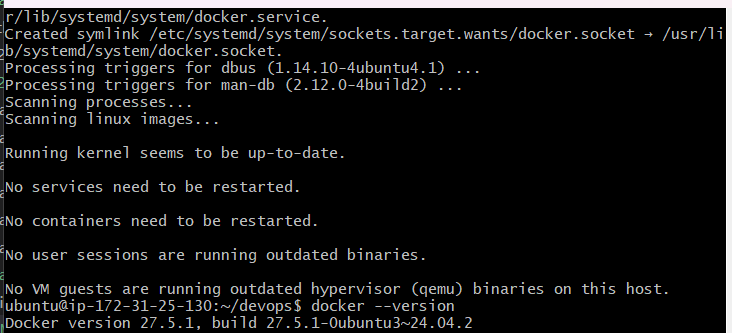 r/lib/systemd/system/docker.service.
Created symlink /etc/systemd/system/sockets.target.wants/docker.socket → /usr/li
b/systemd/system/docker.socket.
Processing triggers for dbus (1.14.10-4ubuntu4.1) ...
Processing triggers for man-db (2.12.0-4build2) ...
Scanning processes...
Scanning linux images...
Running kernel seems to be up-to-date.
No services need to be restarted.
No containers need to be restarted.
No user sessions are running outdated binaries.
No VM guests are running outdated hypervisor (qemu) binaries on this host.
ubuntu@ip-172-31-25-130:~/devops$ docker --version
Docker version 27.5.1, build 27.5.1-0ubuntu3~24.04.2